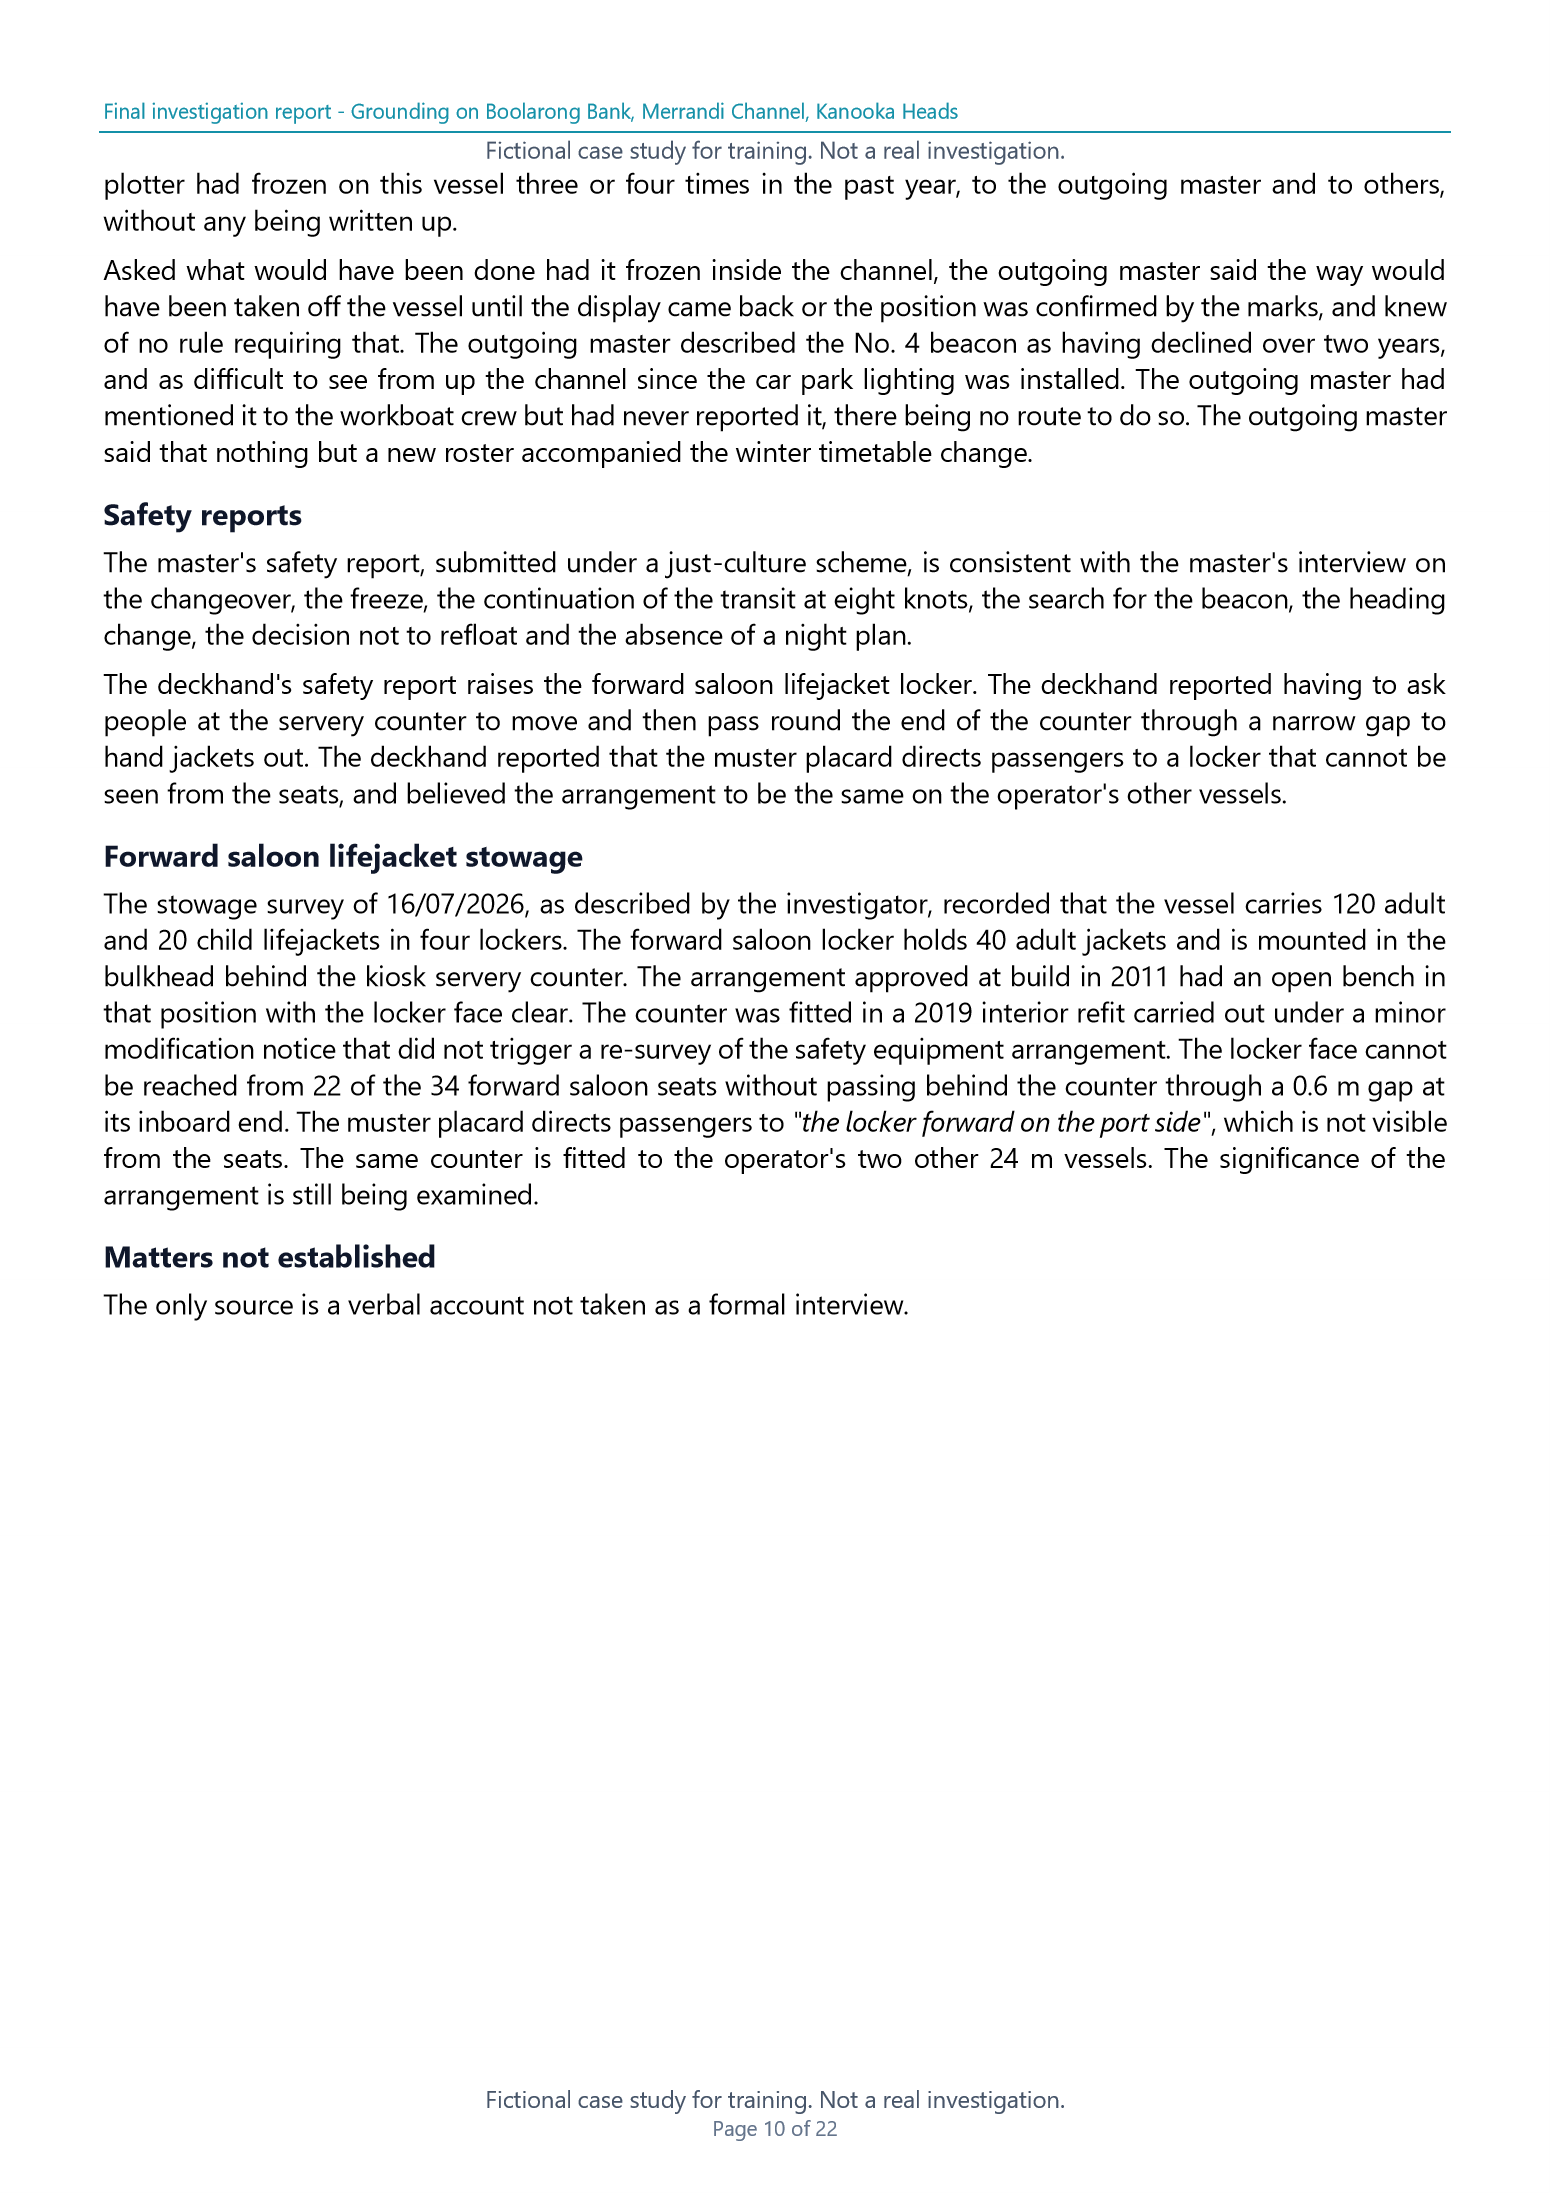 Final investigation report - Grounding on Boolarong Bank, Merrandi Channel, Kanooka Heads
Fictional case study for training. Not a real investigation.
plotter had frozen on this vessel three or four times in the past year, to the outgoing master and to others,
without any being written up.
Asked what would have been done had it frozen inside the channel, the outgoing master said the way would
have been taken off the vessel until the display came back or the position was confirmed by the marks, and knew
of no rule requiring that. The outgoing master described the No. 4 beacon as having declined over two years,
and as difficult to see from up the channel since the car park lighting was installed. The outgoing master had
mentioned it to the workboat crew but had never reported it, there being no route to do so. The outgoing master
said that nothing but a new roster accompanied the winter timetable change.
Safety reports
The master's safety report, submitted under a just-culture scheme, is consistent with the master's interview on
the changeover, the freeze, the continuation of the transit at eight knots, the search for the beacon, the heading
change, the decision not to refloat and the absence of a night plan.
The deckhand's safety report raises the forward saloon lifejacket locker. The deckhand reported having to ask
people at the servery counter to move and then pass round the end of the counter through a narrow gap to
hand jackets out. The deckhand reported that the muster placard directs passengers to a locker that cannot be
seen from the seats, and believed the arrangement to be the same on the operator's other vessels.
Forward saloon lifejacket stowage
The stowage survey of 16/07/2026, as described by the investigator, recorded that the vessel carries 120 adult
and 20 child lifejackets in four lockers. The forward saloon locker holds 40 adult jackets and is mounted in the
bulkhead behind the kiosk servery counter. The arrangement approved at build in 2011 had an open bench in
that position with the locker face clear. The counter was fitted in a 2019 interior refit carried out under a minor
modification notice that did not trigger a re-survey of the safety equipment arrangement. The locker face cannot
be reached from 22 of the 34 forward saloon seats without passing behind the counter through a 0.6 m gap at
its inboard end. The muster placard directs passengers to "the locker forward on the port side", which is not visible
from the seats. The same counter is fitted to the operator's two other 24 m vessels. The significance of the
arrangement is still being examined.
Matters not established
The only source is a verbal account not taken as a formal interview.
Fictional case study for training. Not a real investigation.
Page 10 of 22